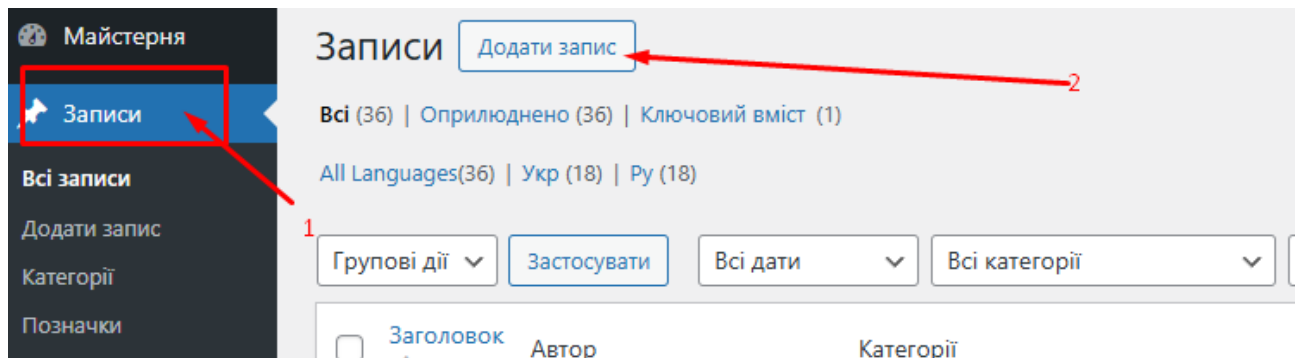 Майстерня
Записи
Всі записи
Додати запис
Категорії
Позначки
1
Записи Додати запис
2
Всі (36) | Оприлюднено (36) | Ключовий вміст (1)
All Languages(36) | Укр (18) | Ру (18)
Групові дії Застосувати Всі дати Всі категорії
Заголовок Автор Категорії